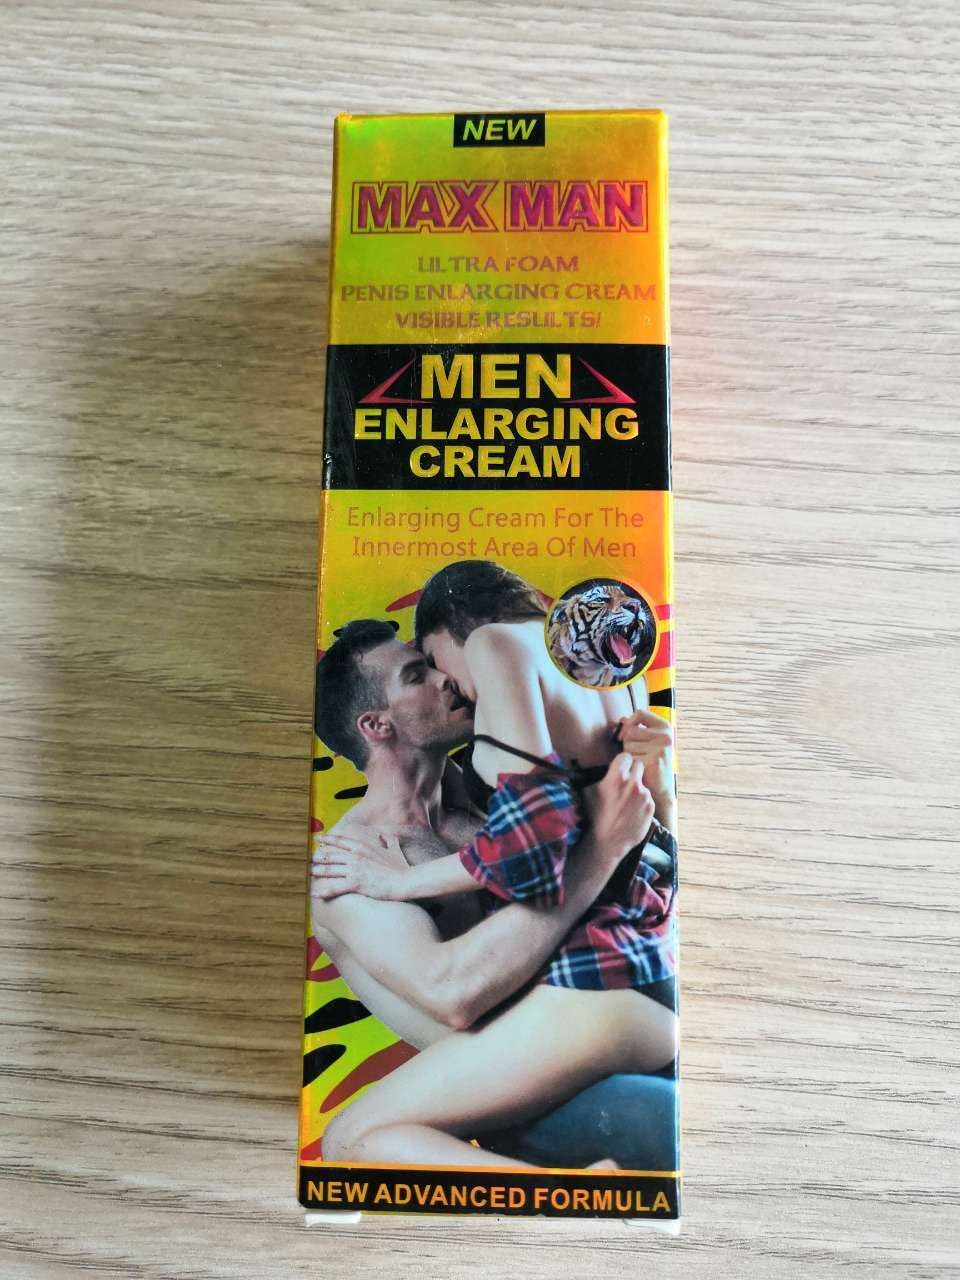 NEW
MAX MAN
ULTRA FOAM
PENIS ENLARGING CREAM
VISIBLE RESULTS!
MEN
ENLARGING
CREAM
Enlarging Cream For The
Innermost Area Of Men
NEW ADVANCED FORMULA